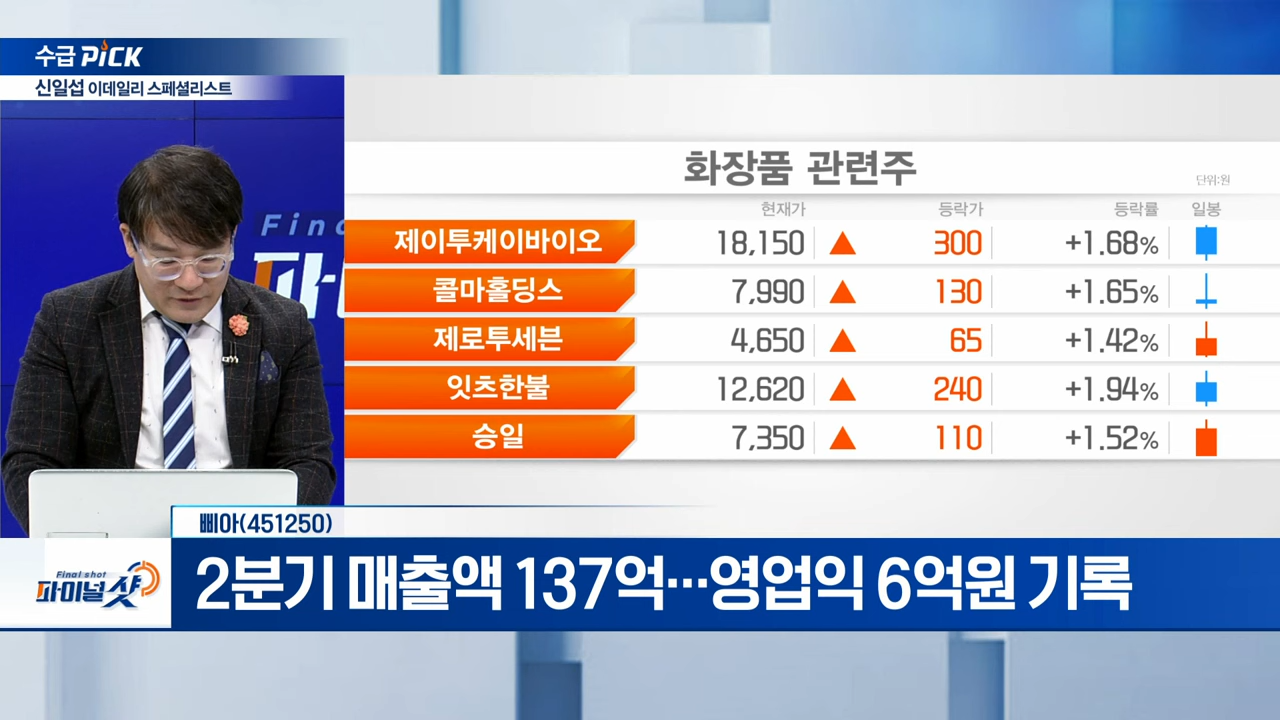 수급 PiCK
신일섭 이데일리 스페셜리스트
화장품 관련주
단위:원
현재가 등락가 등락률 일봉
제이투케이바이오 18,150 ▲ 300 +1.68%
콜마홀딩스 7,990 ▲ 130 +1.65%
제로투세븐 4,650 ▲ 65 +1.42%
잇츠한불 12,620 ▲ 240 +1.94%
승일 7,350 ▲ 110 +1.52%
Fina
파이
삐아(451250)
Final shot
파이널샷
2분기 매출액 137억…영업익 6억원 기록